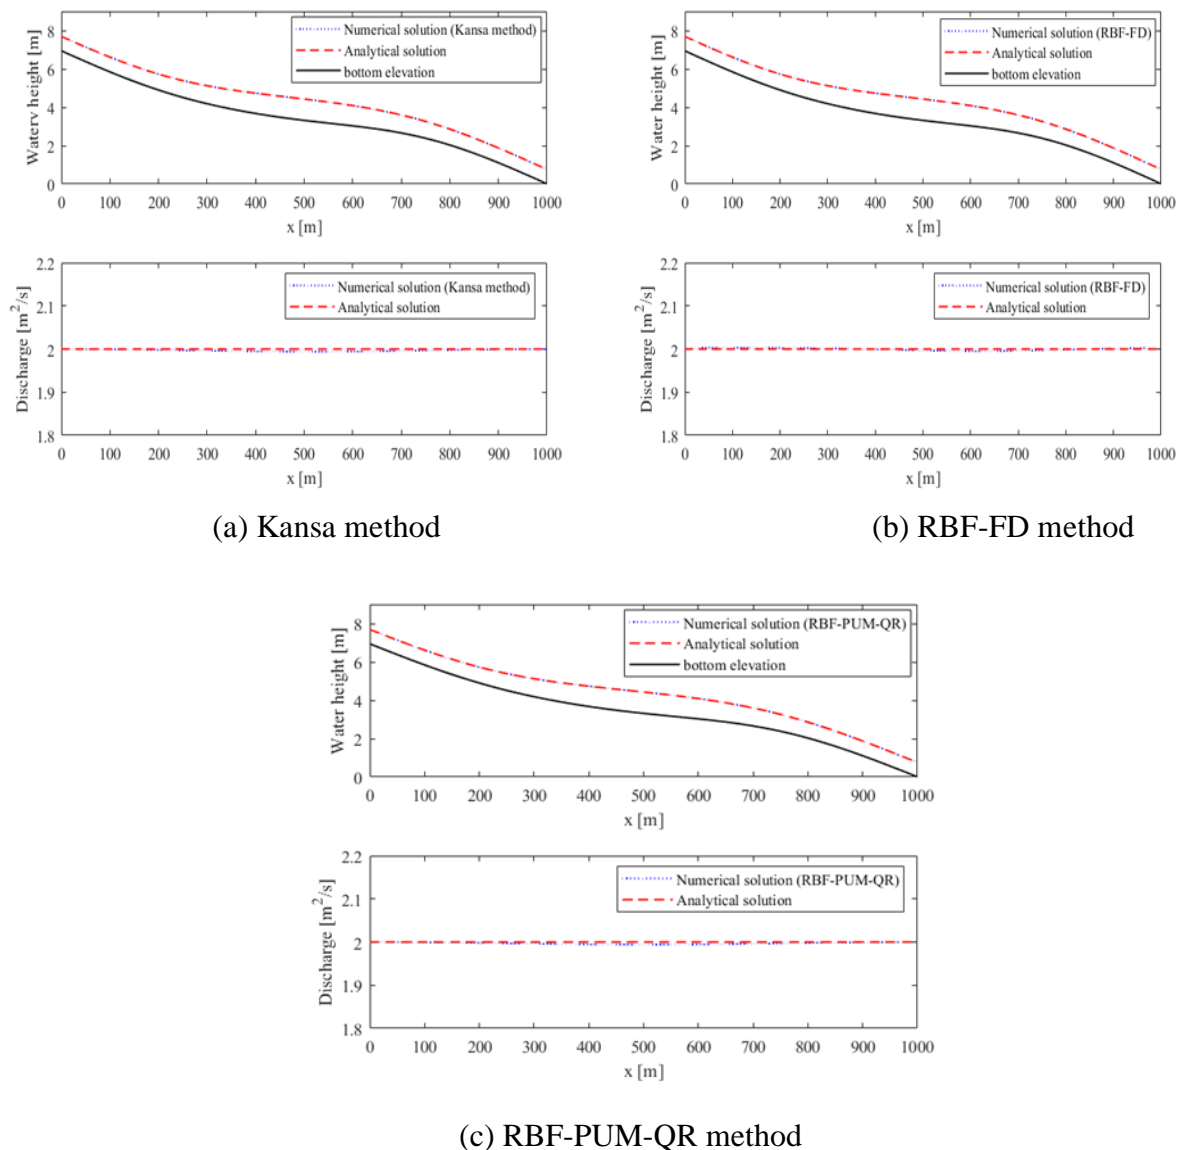 Numerical solution (Kansa method)
Analytical solution
bottom elevation
Waterv height [m]
8
6
4
2
0
0 100 200 300 400 500 600 700 800 900 1000
x [m]
Numerical solution (RBF-FD)
Analytical solution
bottom elevation
Water height [m]
8
6
4
2
0
0 100 200 300 400 500 600 700 800 900 1000
x [m]
Numerical solution (Kansa method)
Analytical solution
Discharge [m²/s]
2.2
2.1
2
1.9
1.8
0 100 200 300 400 500 600 700 800 900 1000
x [m]
Numerical solution (RBF-FD)
Analytical solution
Discharge [m²/s]
2.2
2.1
2
1.9
1.8
0 100 200 300 400 500 600 700 800 900 1000
x [m]
(a) Kansa method
(b) RBF-FD method
Numerical solution (RBF-PUM-QR)
Analytical solution
bottom elevation
Water height [m]
8
6
4
2
0
0 100 200 300 400 500 600 700 800 900 1000
x [m]
Numerical solution (RBF-PUM-QR)
Analytical solution
Discharge [m²/s]
2.2
2.1
2
1.9
1.8
0 100 200 300 400 500 600 700 800 900 1000
x [m]
(c) RBF-PUM-QR method